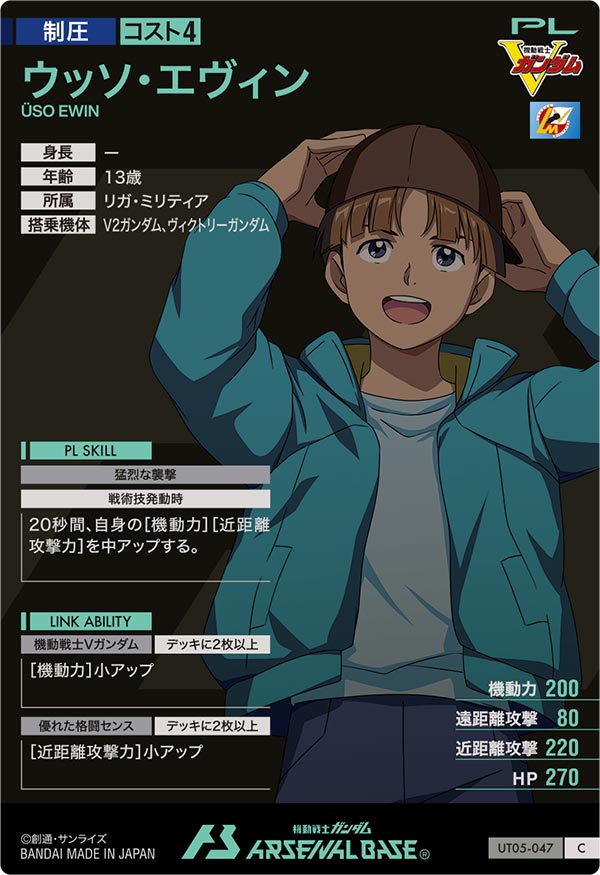 制圧 コスト4
PL
機動戦士
Vガンダム
LM
ウッソ・エヴィン
ÜSO EWIN
身長 ー
年齢 13歳
所属 リガ・ミリティア
搭乗機体 V2ガンダム、ヴィクトリーガンダム
PL SKILL
猛烈な襲撃
戦術技発動時
20秒間、自身の[機動力][近距離
攻撃力]を中アップする。
LINK ABILITY
機動戦士Vガンダム デッキに2枚以上
[機動力]小アップ
優れた格闘センス デッキに2枚以上
[近距離攻撃力]小アップ
機動力 200
遠距離攻撃 80
近距離攻撃 220
HP 270
©創通・サンライズ
BANDAI MADE IN JAPAN
機動戦士ガンダム
AB ARSENAL BASE®
UT05-047 C